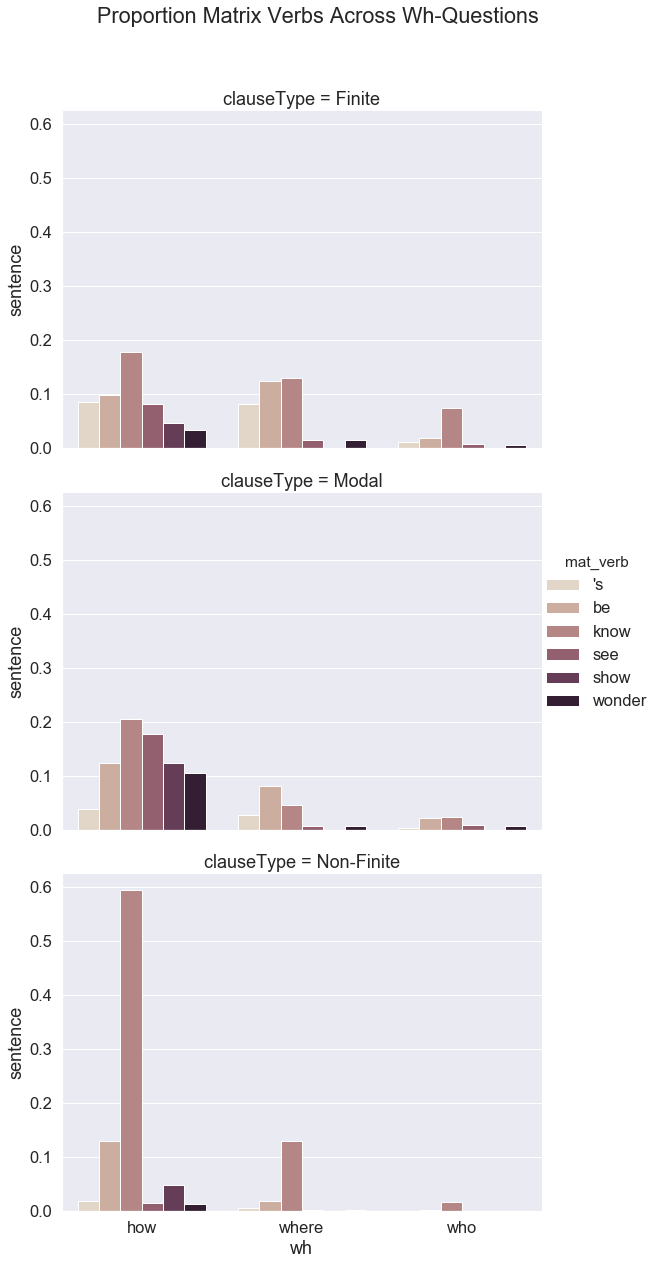 Proportion Matrix Verbs Across Wh-Questions
clauseType = Finite
0.6
0.5
0.4
0.3
0.2
0.1
0.0
sentence
clauseType = Modal
0.6
0.5
0.4
0.3
0.2
0.1
0.0
sentence
mat_verb
's
be
know
see
show
wonder
clauseType = Non-Finite
0.6
0.5
0.4
0.3
0.2
0.1
0.0
sentence
how where who
wh